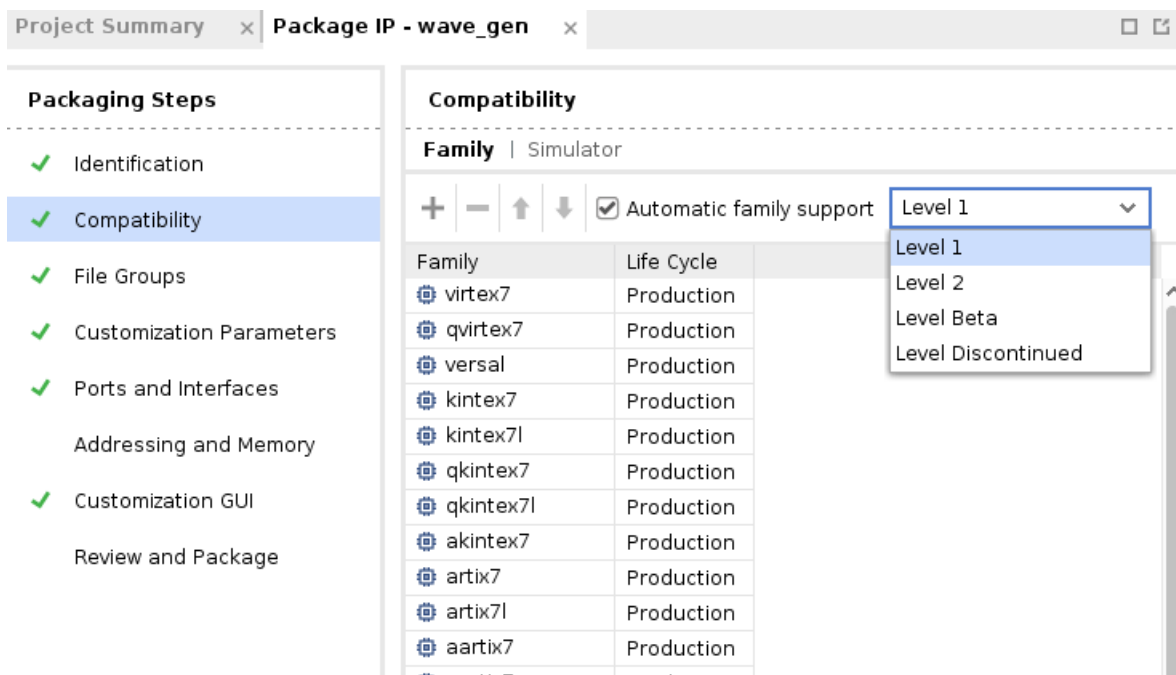 Project Summary × Package IP - wave_gen ×
Packaging Steps
Identification
Compatibility
File Groups
Customization Parameters
Ports and Interfaces
Addressing and Memory
Customization GUI
Review and Package
Compatibility
Family | Simulator
Automatic family support Level 1
Level 1
Level 2
Level Beta
Level Discontinued
Family Life Cycle
virtex7 Production
qvirtex7 Production
versal Production
kintex7 Production
kintex7l Production
qkintex7 Production
qkintex7l Production
akintex7 Production
artix7 Production
artix7l Production
aartix7 Production